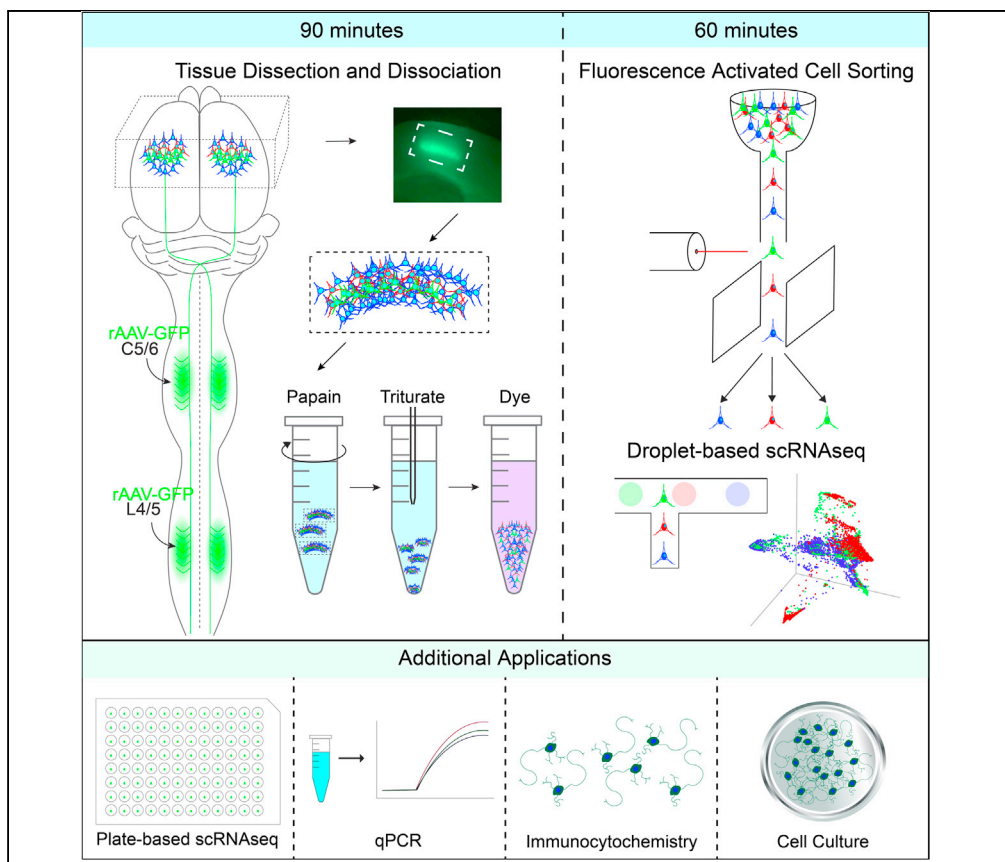 90 minutes
60 minutes
Tissue Dissection and Dissociation
Fluorescence Activated Cell Sorting
rAAV-GFP
C5/6
rAAV-GFP
L4/5
Papain
Triturate
Dye
Droplet-based scRNAseq
Additional Applications
Plate-based scRNAseq
qPCR
Immunocytochemistry
Cell Culture